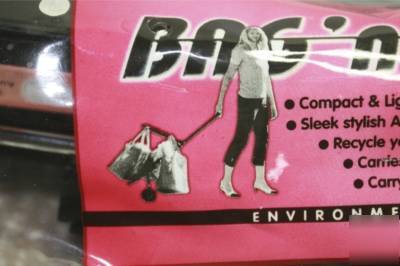 BAG 'n
• Compact & Lig
• Sleek stylish A
• Recycle yo
• Carrie
• Carry
ENVIRONME